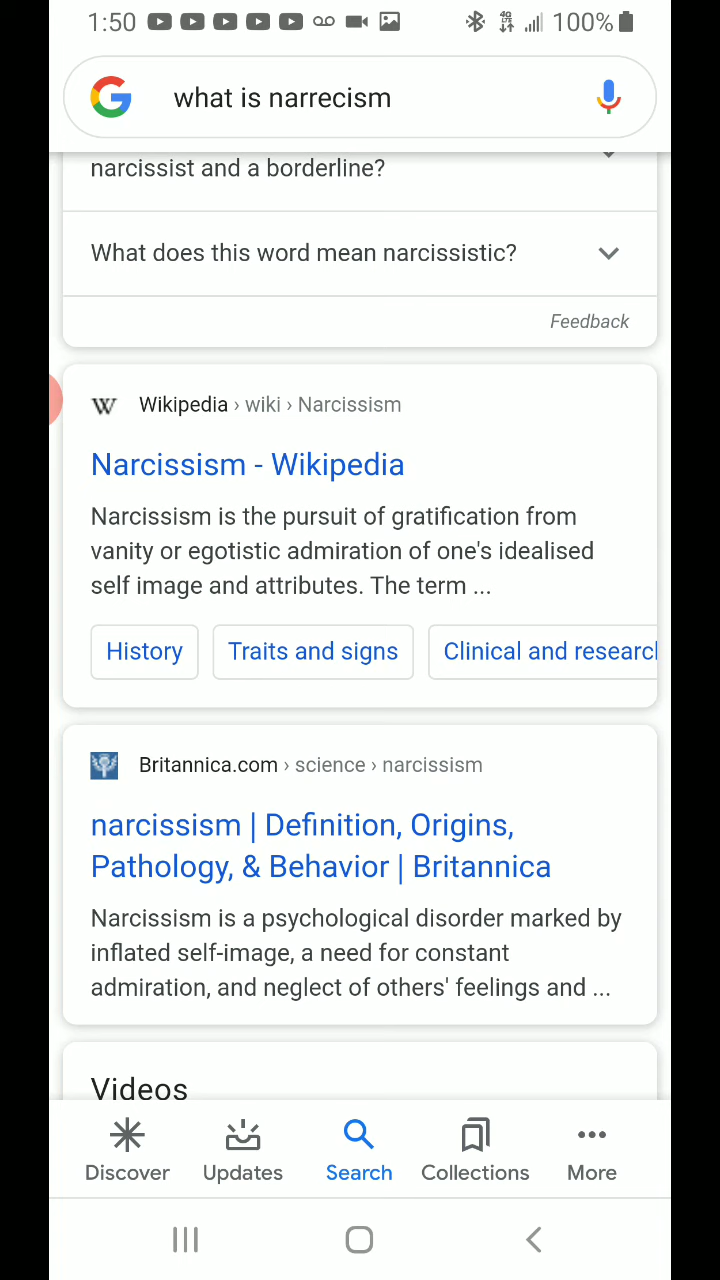 1:50 100%
what is narrecism
narcissist and a borderline?
What does this word mean narcissistic?
Feedback
Wikipedia › wiki › Narcissism
Narcissism - Wikipedia
Narcissism is the pursuit of gratification from
vanity or egotistic admiration of one's idealised
self image and attributes. The term ...
History Traits and signs Clinical and research
Britannica.com › science › narcissism
narcissism | Definition, Origins,
Pathology, & Behavior | Britannica
Narcissism is a psychological disorder marked by
inflated self-image, a need for constant
admiration, and neglect of others' feelings and ...
Videos
Discover Updates Search Collections More